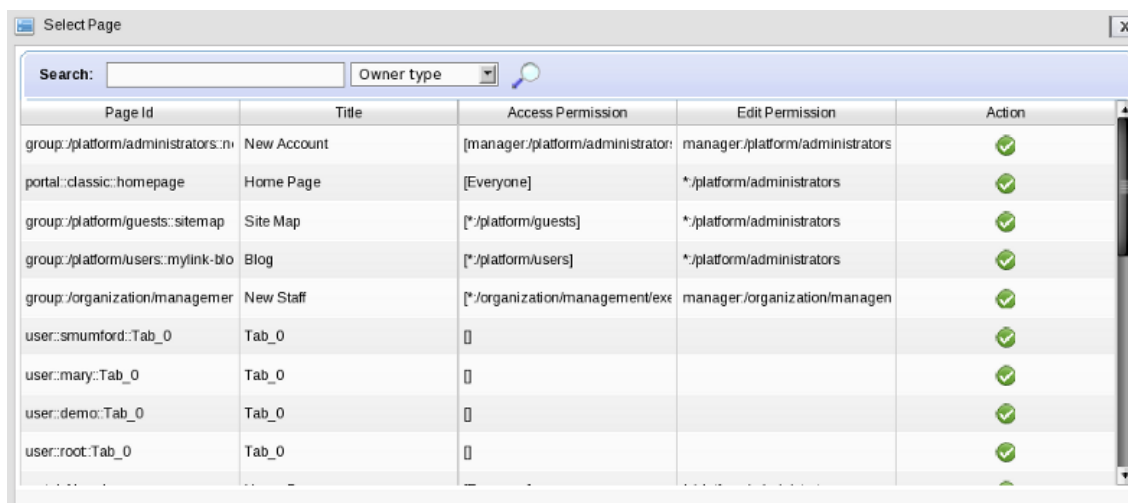 Select Page
X
Search: Owner type
Page Id Title Access Permission Edit Permission Action
group::/platform/administrators::n New Account [manager:/platform/administrator manager:/platform/administrators
portal::classic::homepage Home Page [Everyone] *:/platform/administrators
group::/platform/guests::sitemap Site Map [*:/platform/guests] *:/platform/administrators
group::/platform/users::mylink-blo Blog [*:/platform/users] *:/platform/administrators
group::/organization/managemer New Staff [*:/organization/management/exe manager:/organization/managen
user::smumford::Tab_0 Tab_0 []
user::mary::Tab_0 Tab_0 []
user::demo::Tab_0 Tab_0 []
user::root::Tab_0 Tab_0 []